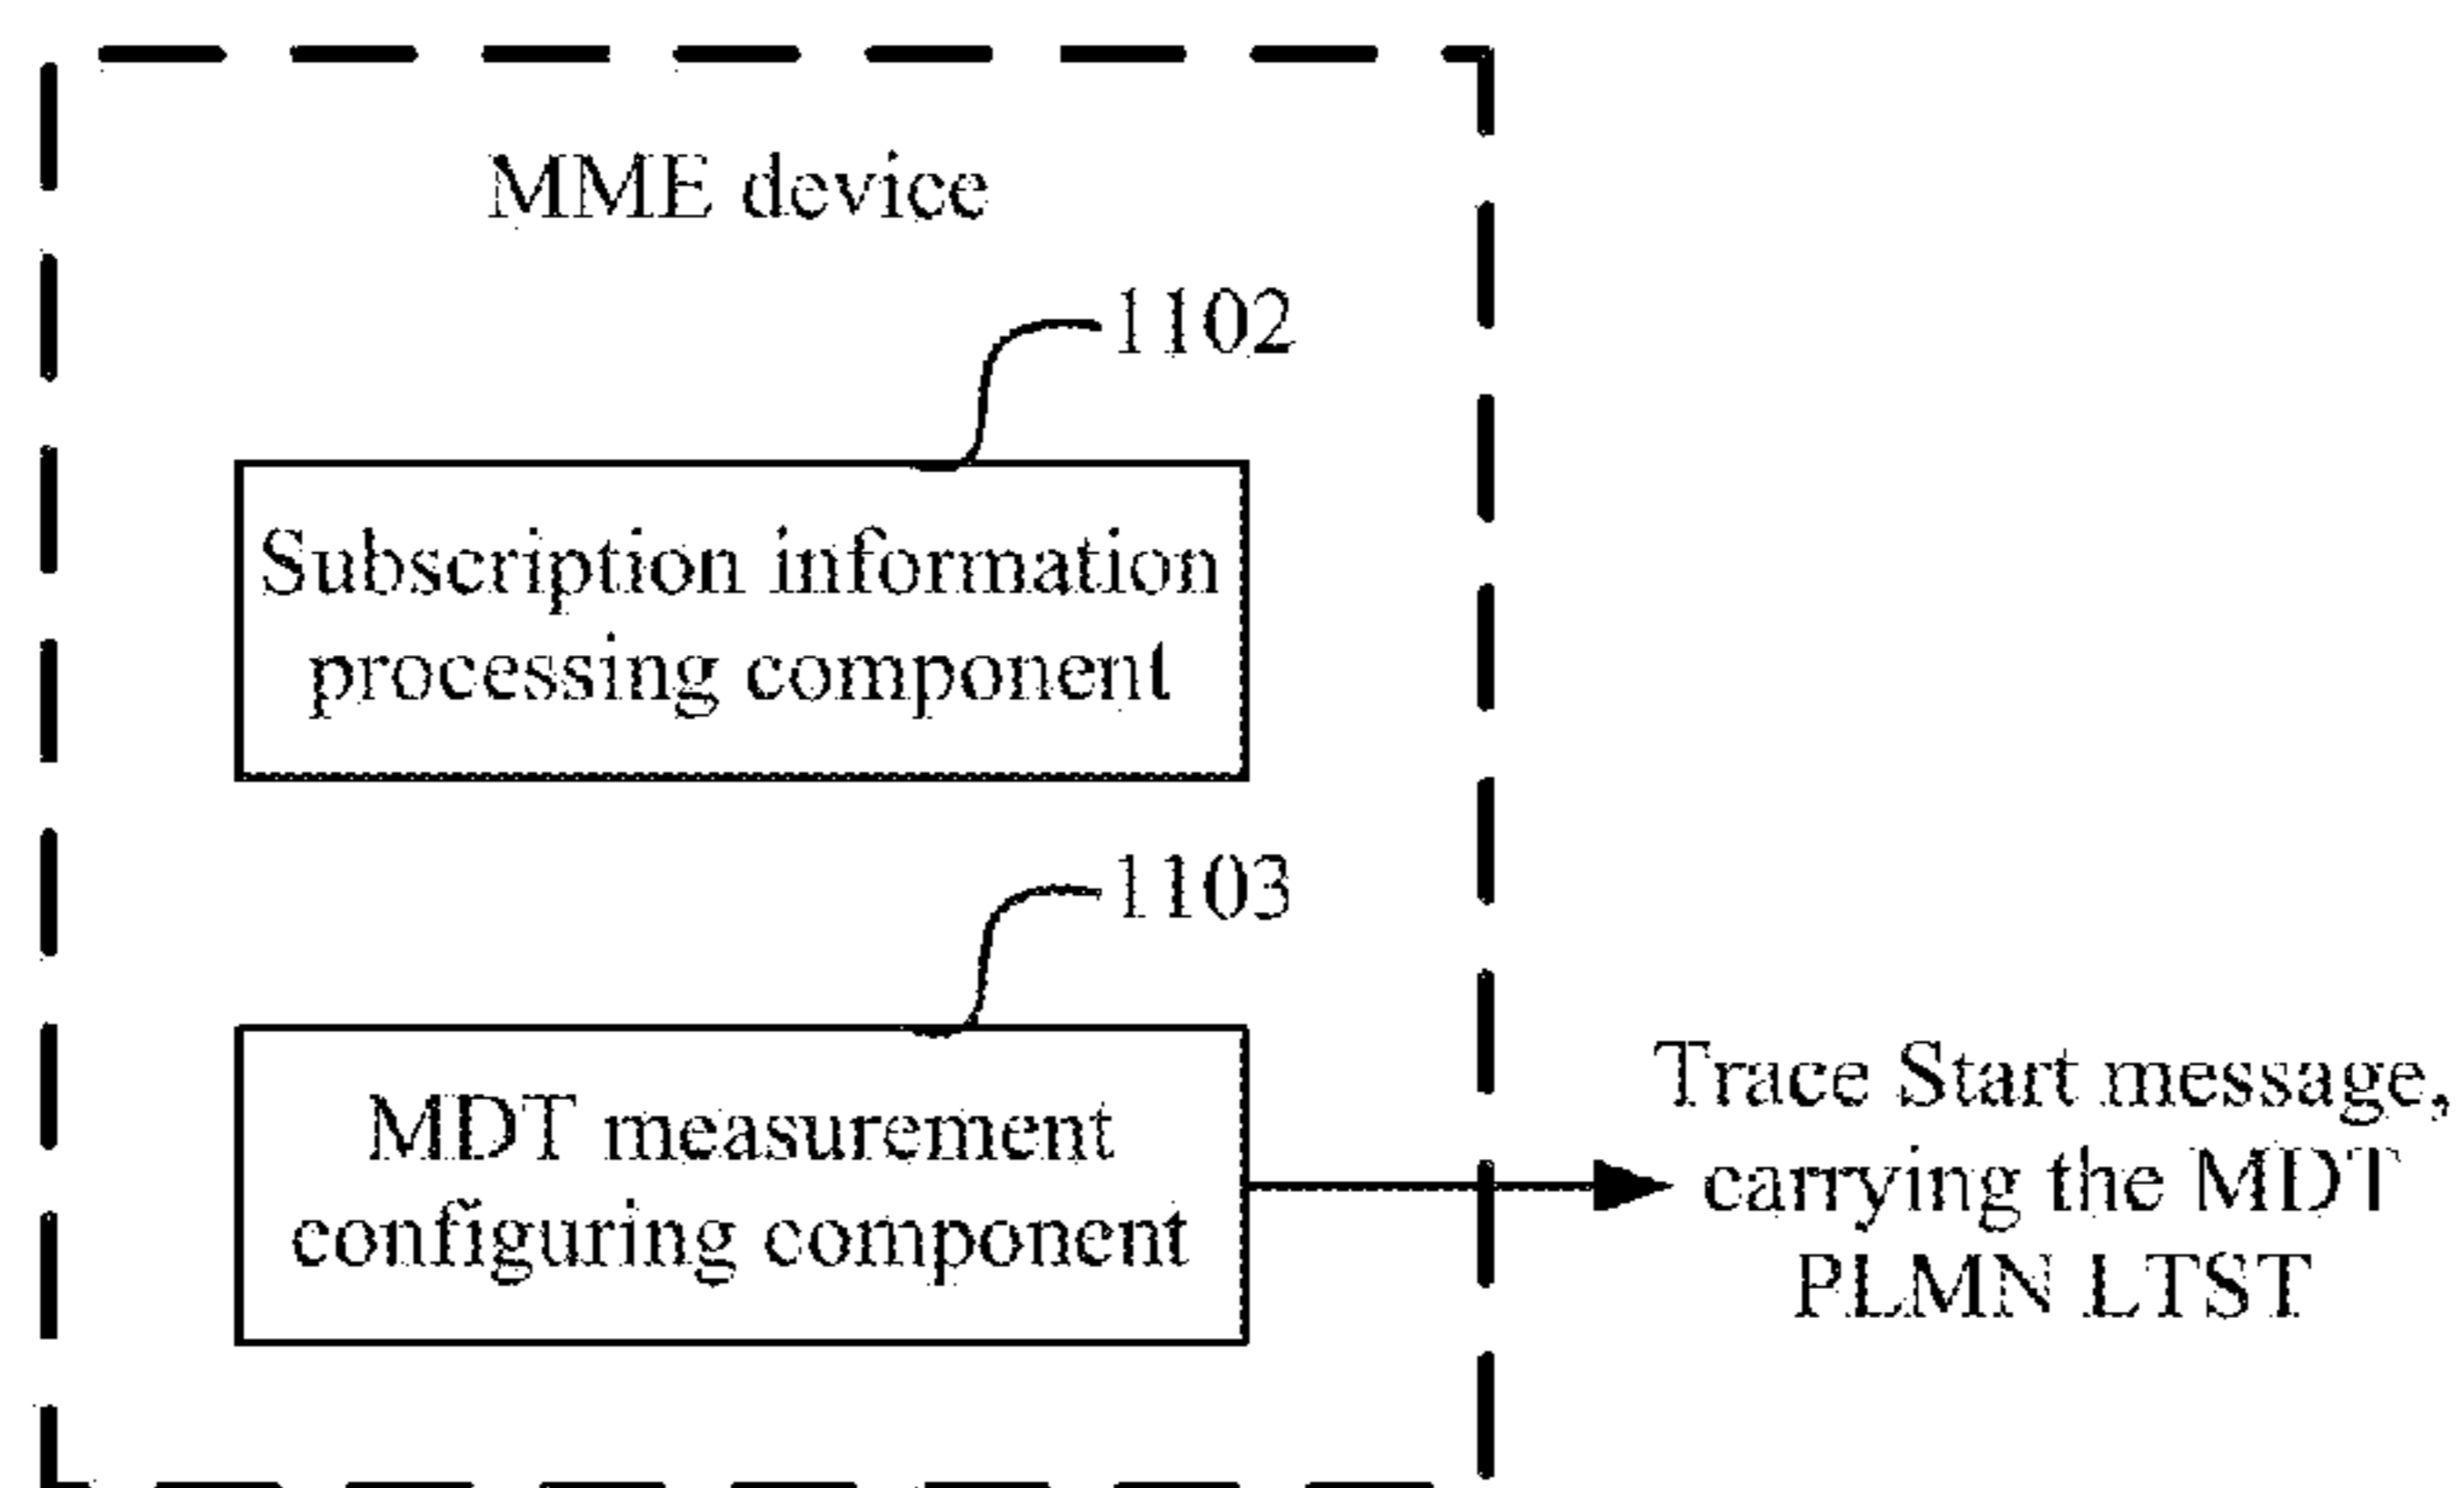 MME device
1102
Subscription information
processing component
1103
MDT measurement
configuring component
Trace Start message,
carrying the MDT
PLMN LTST